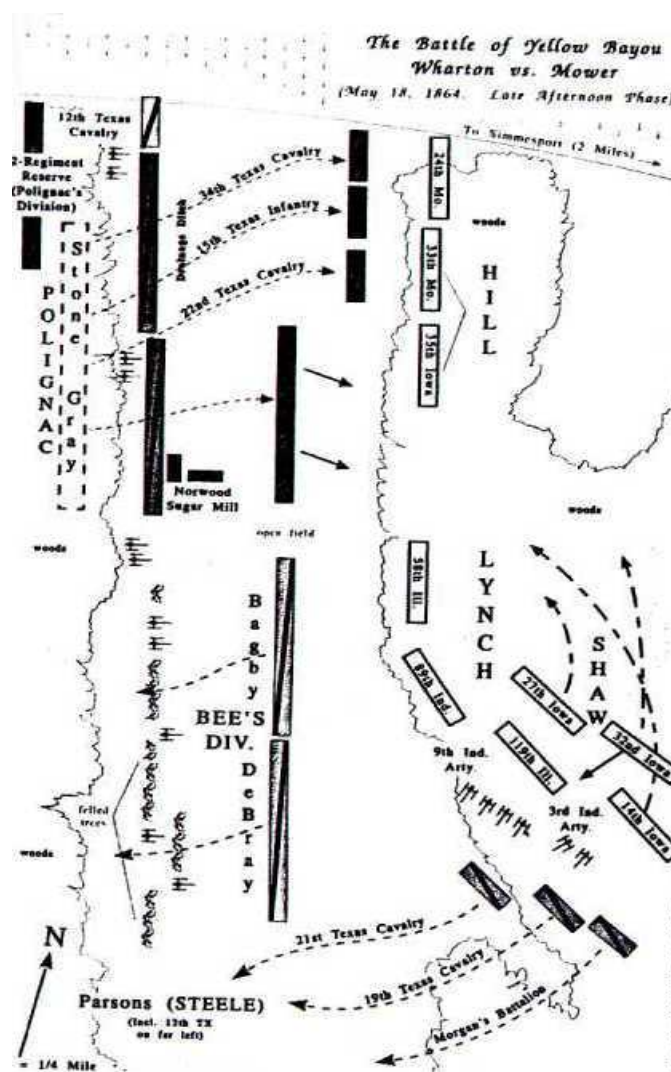 The Battle of Yellow Bayou
Wharton vs. Mower
(May 18, 1864. Late Afternoon Phase)
To Simmesport (2 Miles)
12th Texas
Cavalry
2-Regiment
Reserve
(Polignac's
Division)
34th Texas Cavalry
15th Texas Infantry
22nd Texas Cavalry
Drainage Ditch
POLIGNAC
Stone
Gray
24th Mo.
33rd Mo.
35th Iowa
woods
HILL
Norwood
Sugar Mill
open field
woods
woods
58th Ill.
LYNCH
SHAW
89th Ind.
27th Iowa
119th Ill.
32nd Iowa
14th Iowa
9th Ind.
Arty.
3rd Ind.
Arty.
Bagby
BEE'S
DIV.
DeBray
felled
trees
woods
21st Texas Cavalry
19th Texas Cavalry
Morgan's Battalion
N
Parsons (STEELE)
(Incl. 12th TX
on far left)
= 1/4 Mile